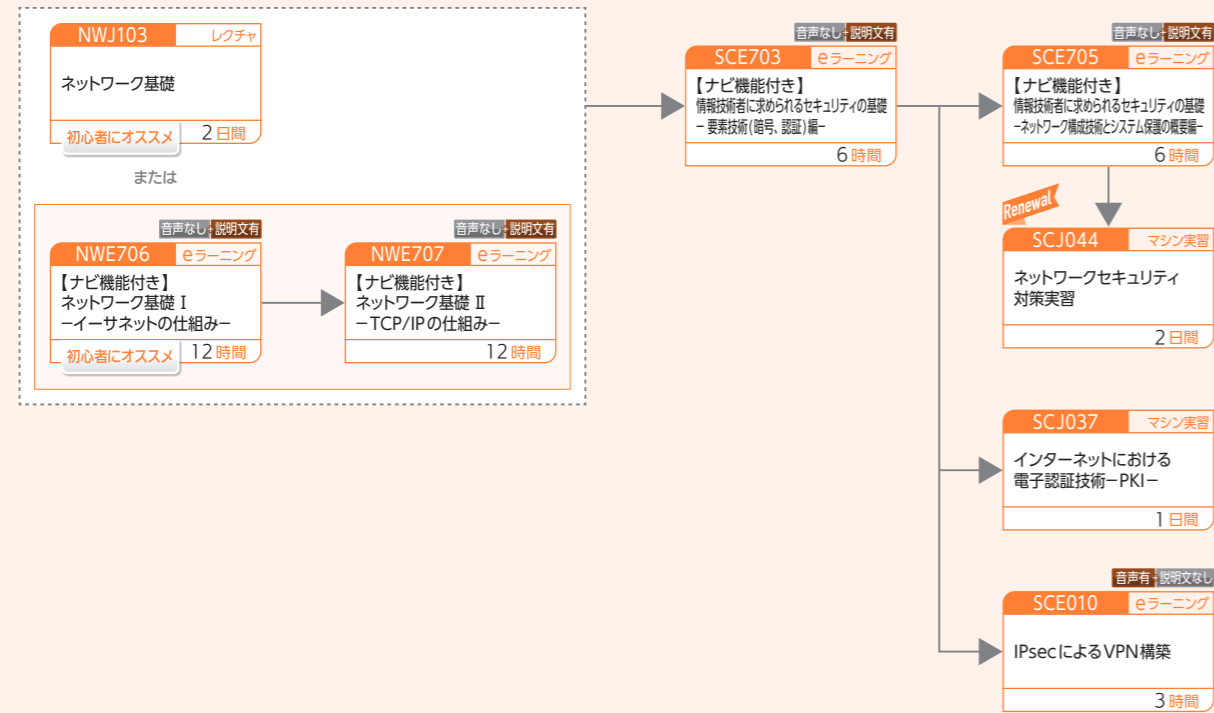 NWJ103 レクチャ
ネットワーク基礎
初心者にオススメ 2日間
または
音声なし+説明文有
NWE706 eラーニング
【ナビ機能付き】
ネットワーク基礎 Ⅰ
－イーサネットの仕組み－
初心者にオススメ 12時間
音声なし+説明文有
NWE707 eラーニング
【ナビ機能付き】
ネットワーク基礎 Ⅱ
－TCP/IPの仕組み－
12時間
音声なし+説明文有
SCE703 eラーニング
【ナビ機能付き】
情報技術者に求められるセキュリティの基礎
－要素技術(暗号、認証)編－
6時間
音声なし+説明文有
SCE705 eラーニング
【ナビ機能付き】
情報技術者に求められるセキュリティの基礎
－ネットワーク構成技術とシステム保護の概要編－
6時間
Renewal
SCJ044 マシン実習
ネットワークセキュリティ
対策実習
2日間
SCJ037 マシン実習
インターネットにおける
電子認証技術－PKI－
1日間
音声有+説明文なし
SCE010 eラーニング
IPsecによるVPN構築
3時間